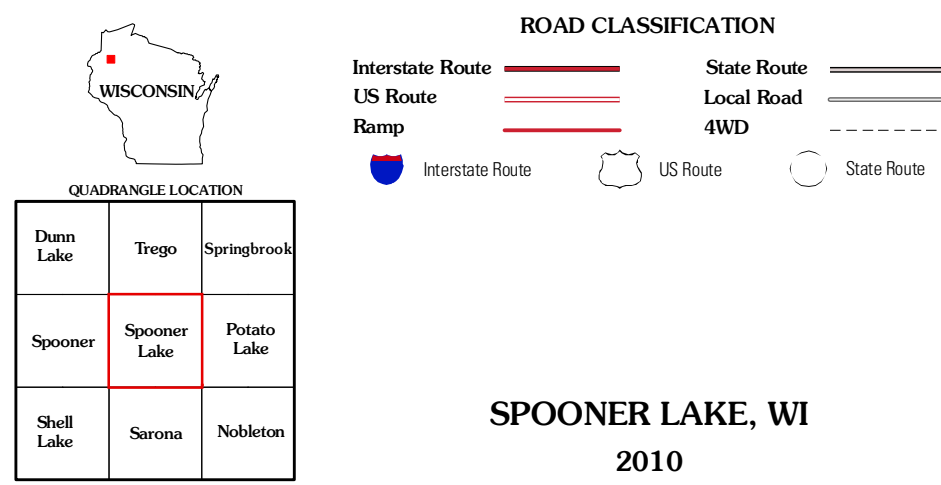 WISCONSIN
QUADRANGLE LOCATION
Dunn
Lake
Trego
Springbrook
Spooner
Spooner
Lake
Potato
Lake
Shell
Lake
Sarona
Nobleton
ROAD CLASSIFICATION
Interstate Route
State Route
US Route
Local Road
Ramp
4WD
Interstate Route
US Route
State Route
SPOONER LAKE, WI
2010